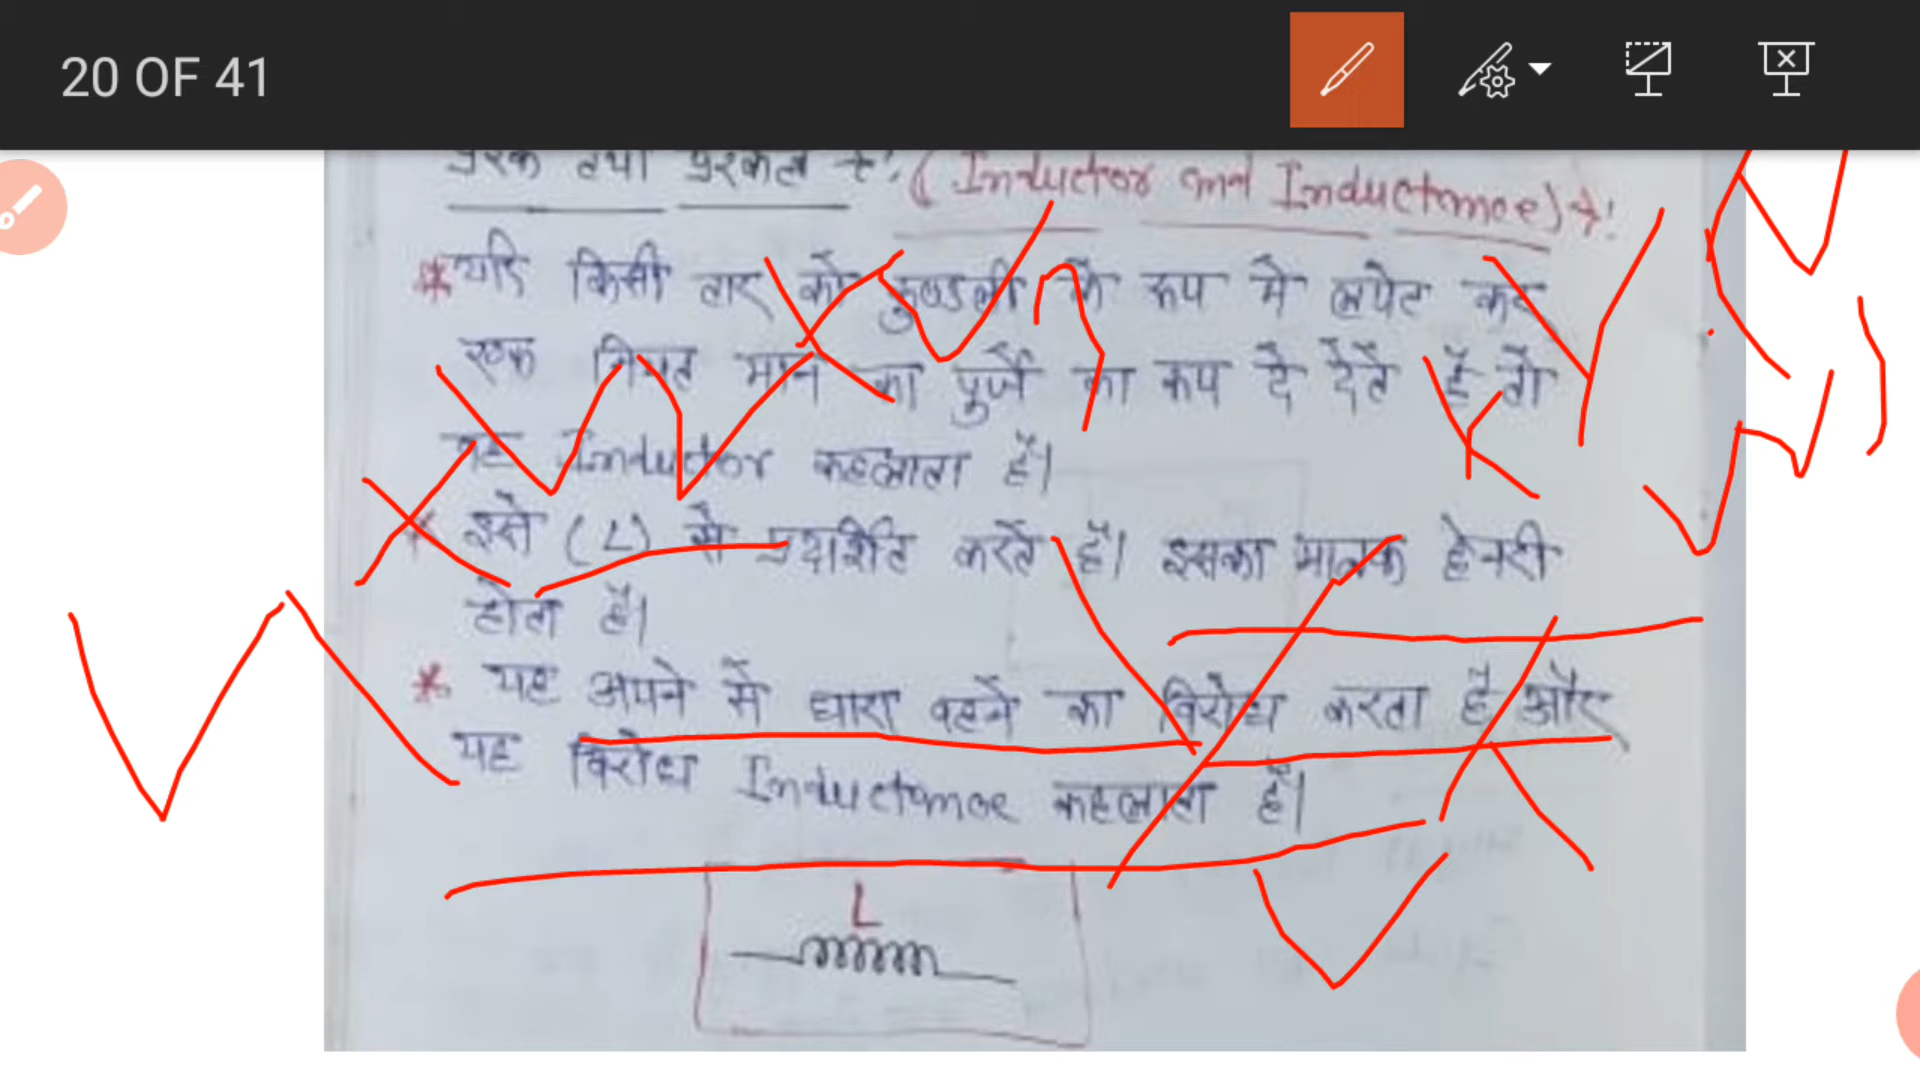 20 OF 41
प्रेरक तथा प्रेरकत्व →: (Inductor and Inductance) →:
* यदि किसी तार को कुण्डली के रूप में लपेट कर
एक नियत मान का पुर्जे का रूप दे देते हैं तो
यह Inductor कहलाता है।
* इसे (L) से प्रदर्शित करते हैं। इसका मात्रक हेनरी
होता है।
* यह अपने में धारा बहने का विरोध करता है और
यह विरोध Inductance कहलाता है।
L